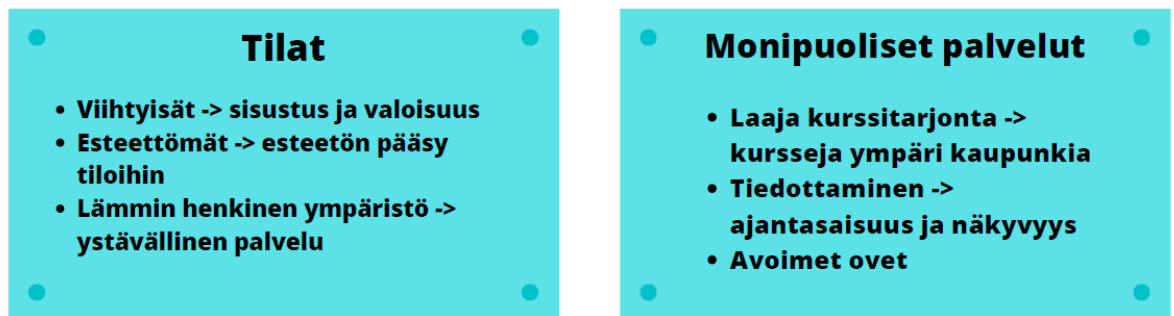 Tilat
• Viihtyisät -> sisustus ja valoisuus
• Esteettömät -> esteetön pääsy
tiloihin
• Lämmin henkinen ympäristö ->
ystävällinen palvelu
Monipuoliset palvelut
• Laaja kurssitarjonta ->
kursseja ympäri kaupunkia
• Tiedottaminen ->
ajantasaisuus ja näkyvyys
• Avoimet ovet